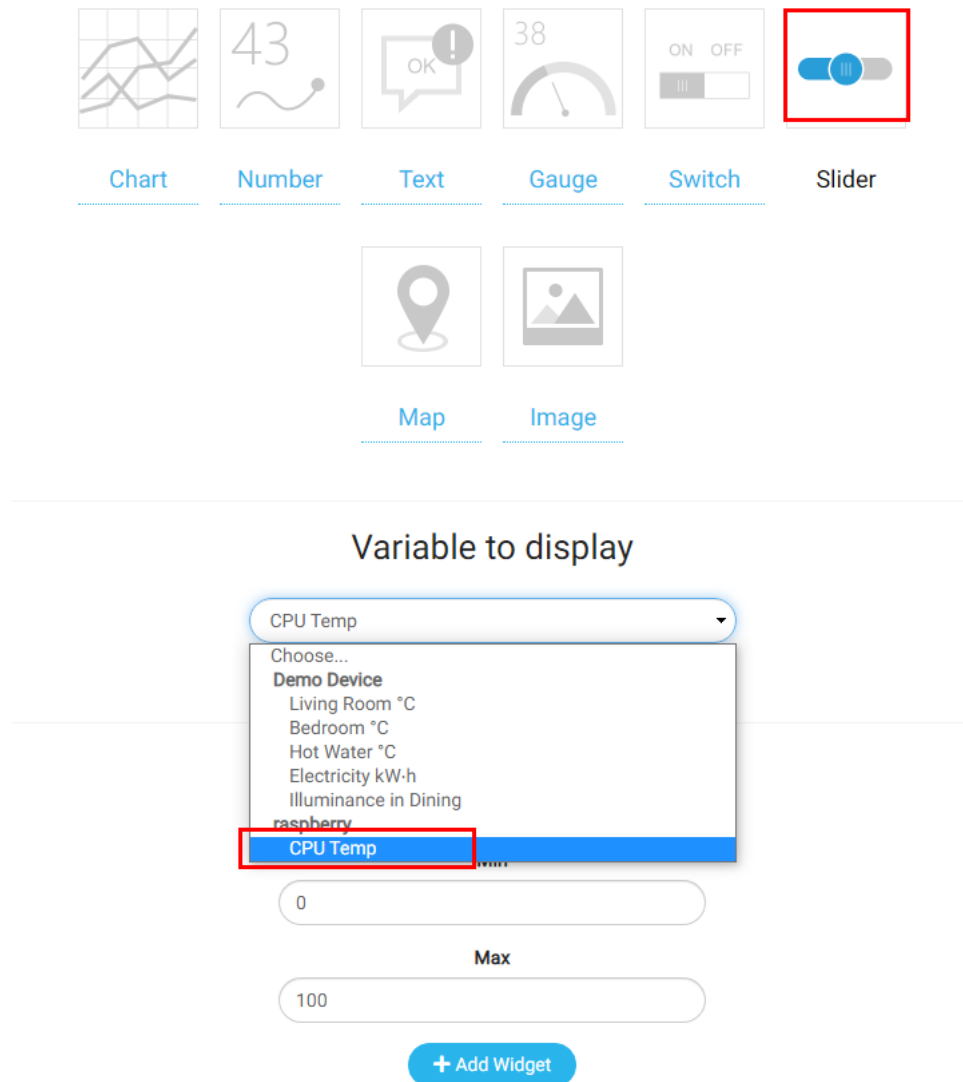 43
OK
!
38
ON OFF
Chart Number Text Gauge Switch Slider
Map Image
Variable to display
CPU Temp
Choose...
Demo Device
Living Room °C
Bedroom °C
Hot Water °C
Electricity kW·h
Illuminance in Dining
raspberry
CPU Temp
Min
0
Max
100
+ Add Widget